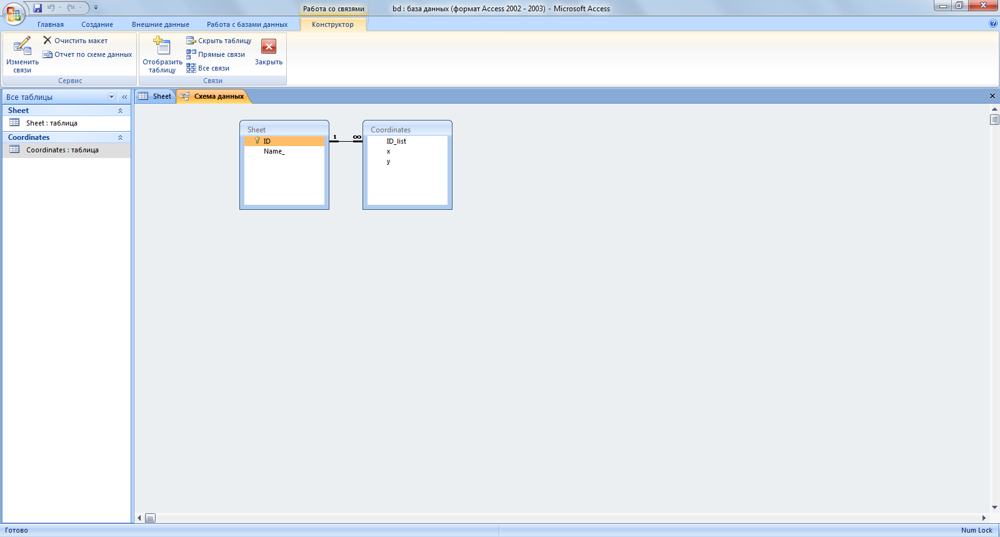 Работа со связями
bd : база данных (формат Access 2002 - 2003) - Microsoft Access
Главная
Создание
Внешние данные
Работа с базами данных
Конструктор
Изменить связи
Очистить макет
Отчет по схеме данных
Сервис
Отобразить таблицу
Скрыть таблицу
Прямые связи
Все связи
Закрыть
Связи
Все таблицы
Sheet
Sheet : таблица
Coordinates
Coordinates : таблица
Sheet
Схема данных
Sheet
ID
Name_
1
∞
Coordinates
ID_list
x
y
Готово
Num Lock